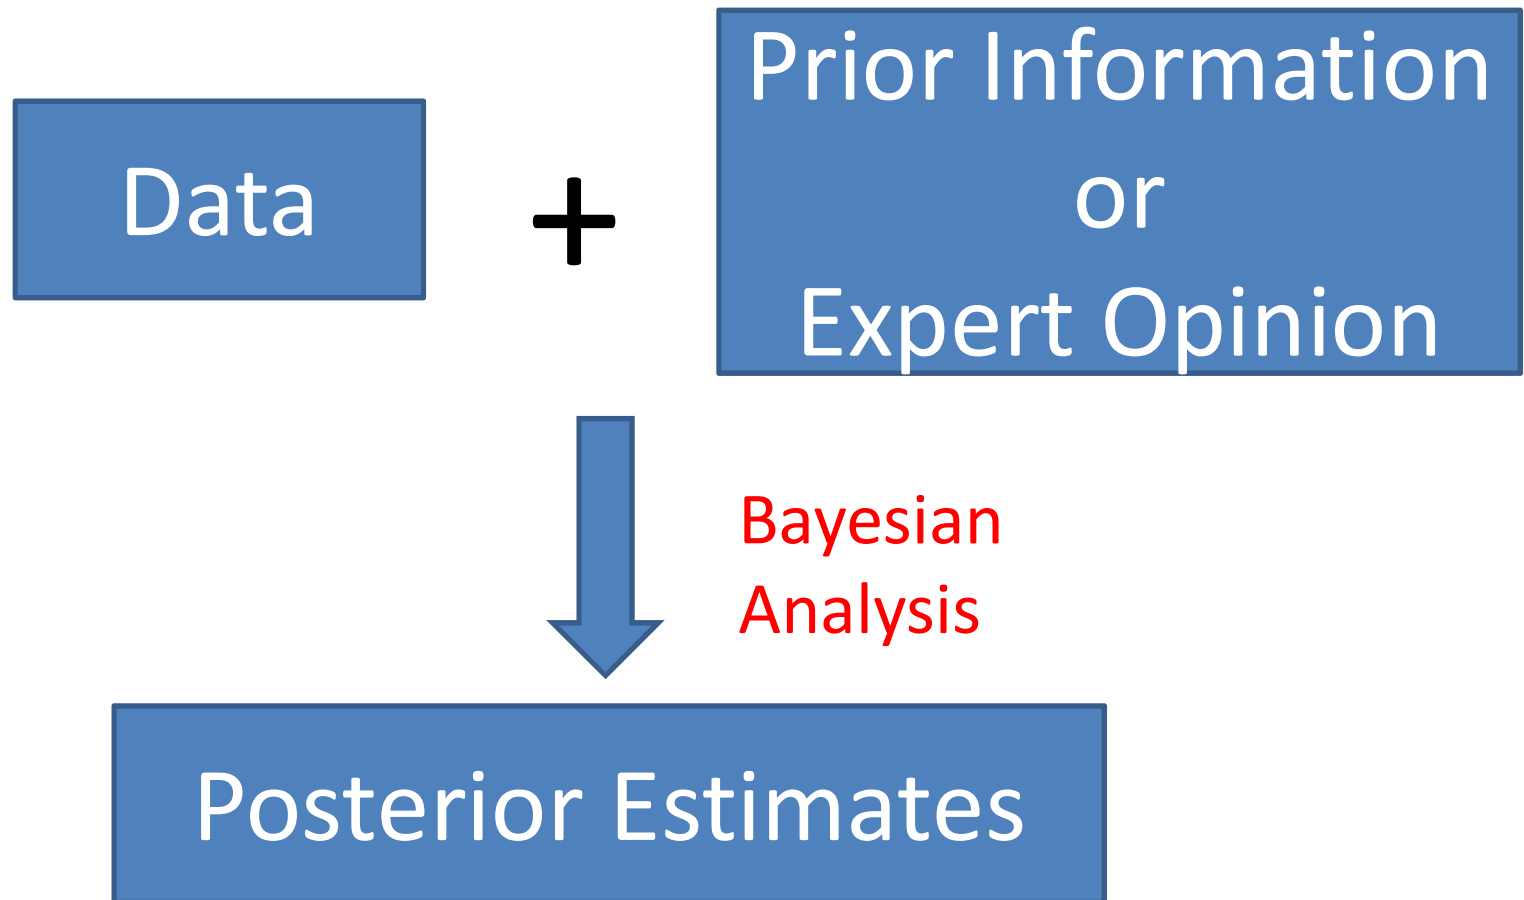 Data
+
Prior Information
or
Expert Opinion
Bayesian
Analysis
Posterior Estimates